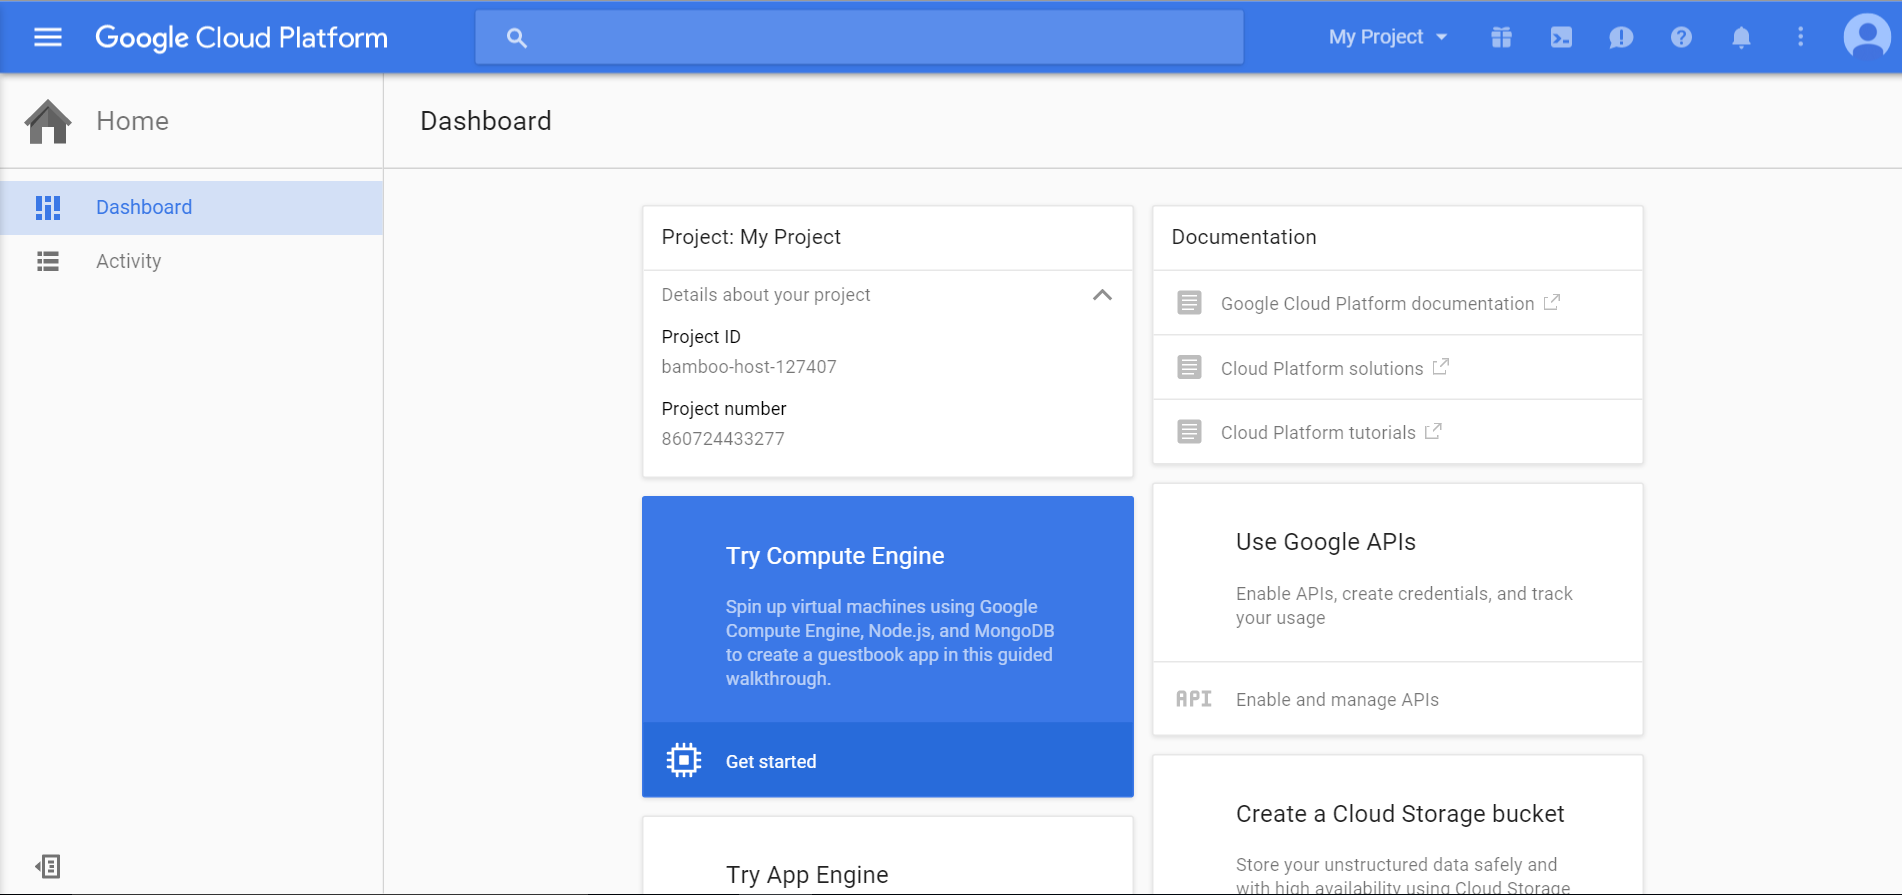 Google Cloud Platform
My Project
Home
Dashboard
Dashboard
Activity
Project: My Project
Details about your project
Project ID
bamboo-host-127407
Project number
860724433277
Try Compute Engine
Spin up virtual machines using Google
Compute Engine, Node.js, and MongoDB
to create a guestbook app in this guided
walkthrough.
Get started
Try App Engine
Documentation
Google Cloud Platform documentation
Cloud Platform solutions
Cloud Platform tutorials
Use Google APIs
Enable APIs, create credentials, and track
your usage
API Enable and manage APIs
Create a Cloud Storage bucket
Store your unstructured data safely and
with high availability using Cloud Storage